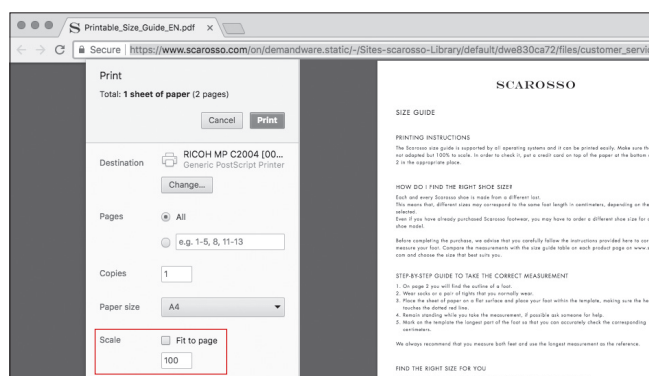 Printable_Size_Guide_EN.pdf
Secure https://www.scarosso.com/on/demandware.static/-/Sites-scarosso-Library/default/dwe830ca72/files/customer_servic
Print
Total: 1 sheet of paper (2 pages)
Cancel Print
Destination RICOH MP C2004 [00...
Generic PostScript Printer
Change...
Pages All
e.g. 1-5, 8, 11-13
Copies 1
Paper size A4
Scale Fit to page
100
SCAROSSO
SIZE GUIDE
PRINTING INSTRUCTIONS
The Scarosso size guide is supported by all operating systems and it can be printed easily. Make sure th
not adapted but 100% to scale. In order to check it, put a credit card on top of the paper at the bottom
2 in the appropriate place.
HOW DO I FIND THE RIGHT SHOE SIZE?
Each and every Scarosso shoe is made from a different last.
This means that, different sizes may correspond to the same foot length in centimeters, depending on the
selected.
Even if you have already purchased Scarosso footwear, you may have to order a different shoe size for
shoe model.
Before completing the purchase, we advise that you carefully follow the instructions provided here to cor
measure your foot. Compare the measurements with the size guide table on each product page on www.s
com and choose the size that best suits you.
STEP-BY-STEP GUIDE TO TAKE THE CORRECT MEASUREMENT
1. On page 2 you will find the outline of a foot.
2. Wear socks or a pair of tights that you normally wear.
3. Place the sheet of paper on a flat surface and place your foot within the template, making sure the he
touches the dotted red line.
4. Remain standing while you take the measurement, if possible ask someone for help.
5. Mark on the template the longest part of the foot so that you can accurately check the corresponding
centimeters.
We always recommend that you measure both feet and use the longest measurement as the reference.
FIND THE RIGHT SIZE FOR YOU